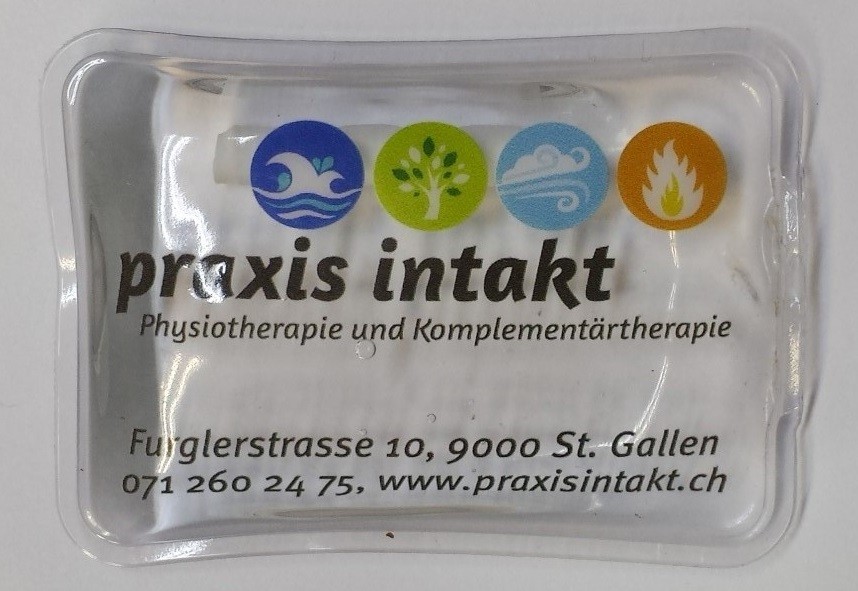 praxis intakt
Physiotherapie und Komplementärtherapie
Furglerstrasse 10, 9000 St. Gallen
071 260 24 75, www.praxisintakt.ch